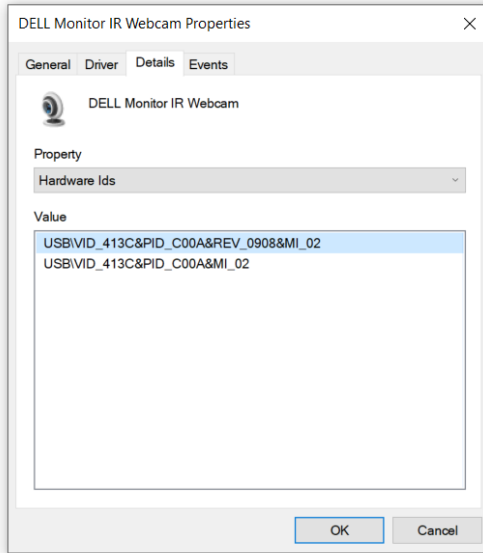 DELL Monitor IR Webcam Properties
General Driver Details Events
DELL Monitor IR Webcam
Property
Hardware Ids
Value
USB\VID_413C&PID_C00A&REV_0908&MI_02
USB\VID_413C&PID_C00A&MI_02
OK Cancel